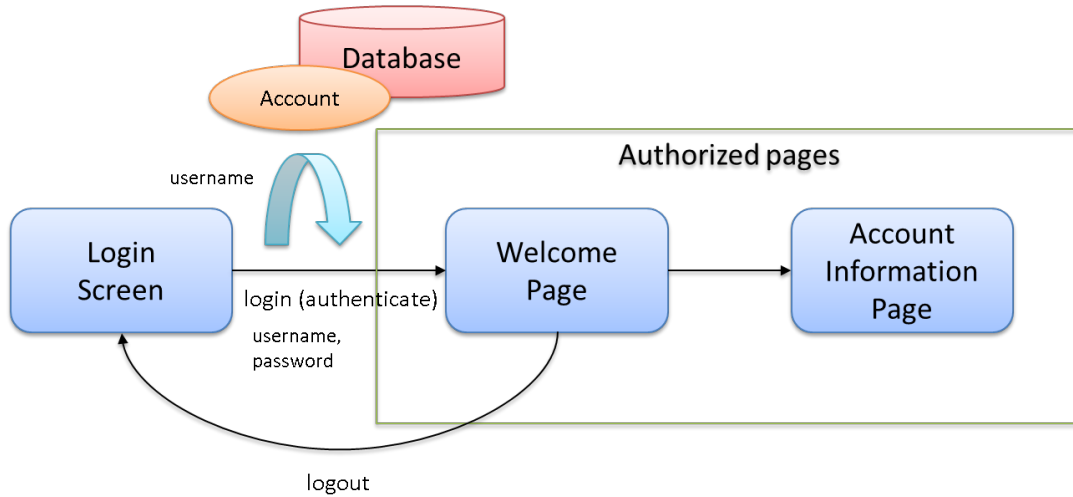 Database
Account
Authorized pages
username
Login
Screen
Welcome
Page
Account
Information
Page
login (authenticate)
username,
password
logout